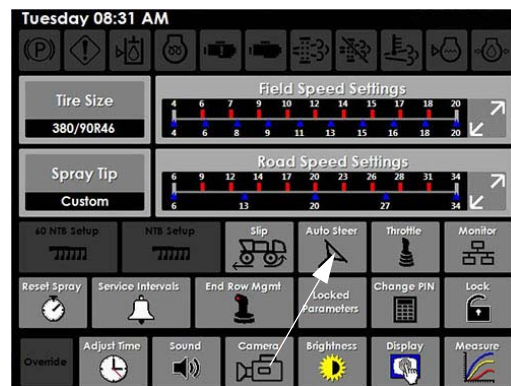 Tuesday 08:31 AM
(P)
Tire Size
380/90R46
Field Speed Settings
4 6 7 9 10 12 14 15 17 18 20
4 6 8 9 11 13 15 16 18 20
Spray Tip
Custom
Road Speed Settings
6 9 12 14 17 20 23 26 28 31 34
6 13 20 27 34
60 NTB Setup
NTB Setup
Slip
Auto Steer
Throttle
Monitor
Reset Spray
Service Intervals
End Row Mgmt
Locked
Parameters
Change PIN
Lock
Override
Adjust Time
Sound
Camera
Brightness
Display
Measure